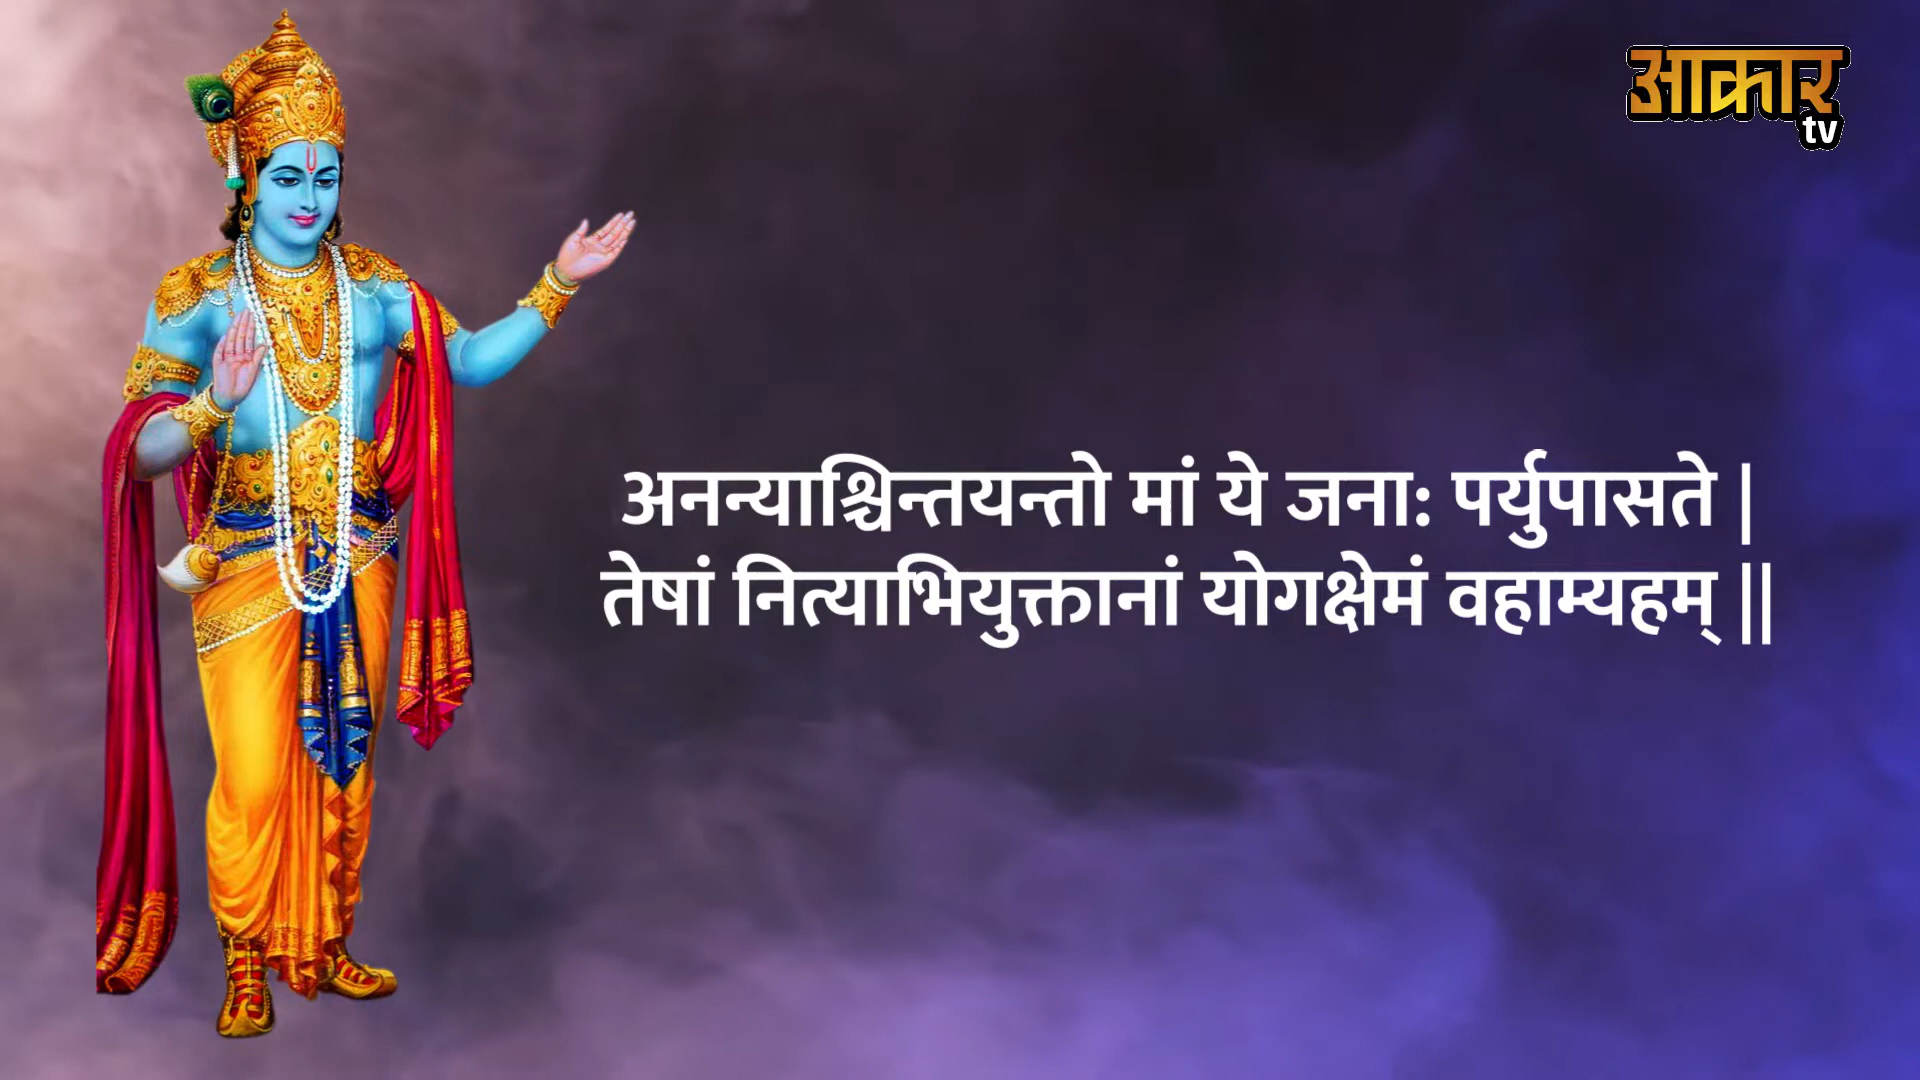 आकार
tv
अनन्याश्चिन्तयन्तो मां ये जनाः पर्युपासते |
तेषां नित्याभियुक्तानां योगक्षेमं वहाम्यहम् ||